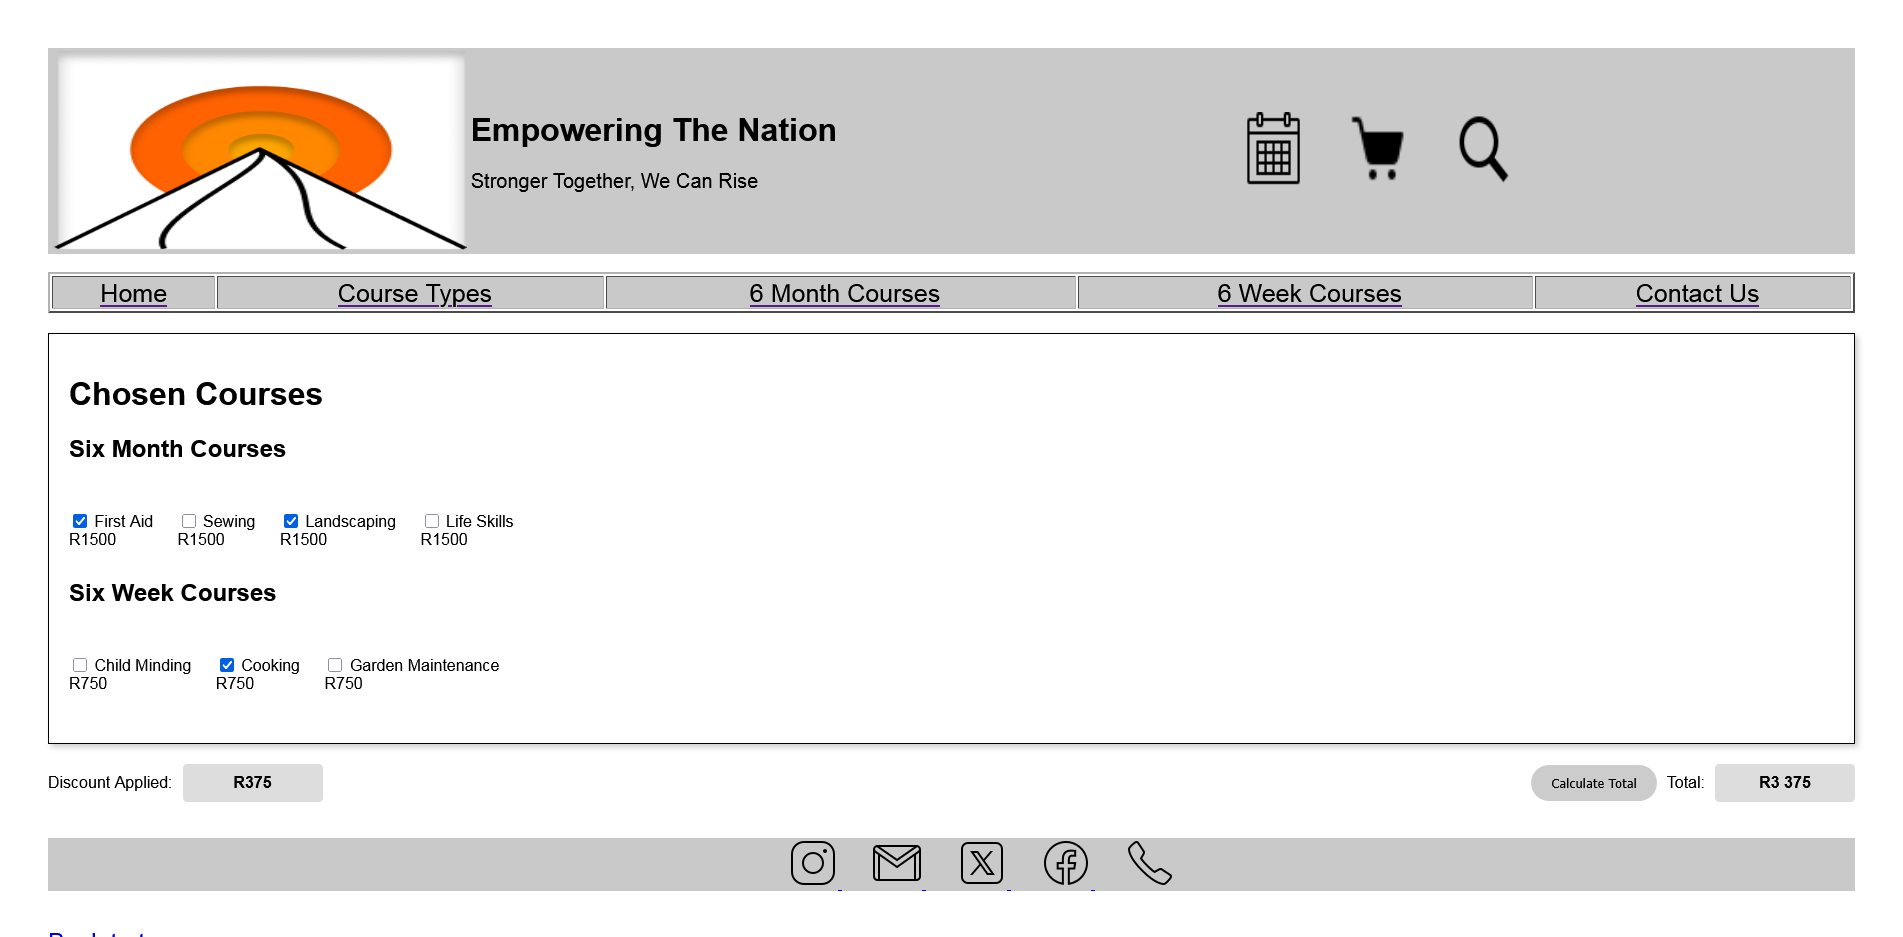 Empowering The Nation
Stronger Together, We Can Rise
Home Course Types 6 Month Courses 6 Week Courses Contact Us
Chosen Courses
Six Month Courses
First Aid Sewing Landscaping Life Skills
R1500 R1500 R1500 R1500
Six Week Courses
Child Minding Cooking Garden Maintenance
R750 R750 R750
Discount Applied: R375 Calculate Total Total: R3 375